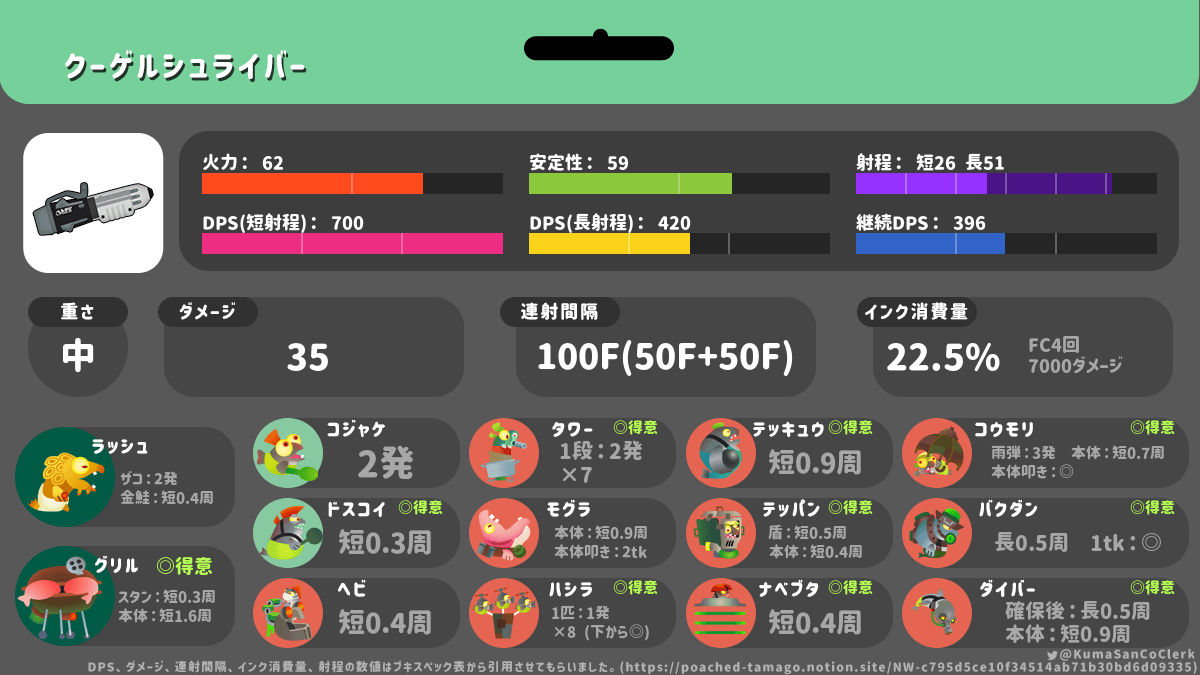 クーゲルシュライバー
火力： 62
安定性： 59
射程： 短26 長51
DPS(短射程)： 700
DPS(長射程)： 420
継続DPS： 396
重さ
中
ダメージ
35
連射間隔
100F(50F+50F)
インク消費量
22.5%
FC4回
7000ダメージ
ラッシュ
ザコ：2発
金鮭：短0.4周
グリル ◎得意
スタン：短0.3周
本体：短1.6周
コジャケ
2発
タワー ◎得意
1段：2発
×7
テッキュウ ◎得意
短0.9周
コウモリ ◎得意
雨弾：3発 本体：短0.7周
本体叩き：◎
ドスコイ ◎得意
短0.3周
モグラ
本体：短0.9周
本体叩き：2tk
テッパン ◎得意
盾：短0.5周
本体：短0.4周
バクダン ◎得意
長0.5周 1tk：◎
ヘビ
短0.4周
ハシラ ◎得意
1匹：1発
×8 (下から◎)
ナベブタ ◎得意
短0.4周
ダイバー ◎得意
確保後：長0.5周
本体：短0.9周
@KumaSanCoClerk
DPS、ダメージ、連射間隔、インク消費量、射程の数値はブキスペック表から引用させてもらいました。(https://poached-tamago.notion.site/NW-c795d5ce10f34514ab71b30bd6d09335)